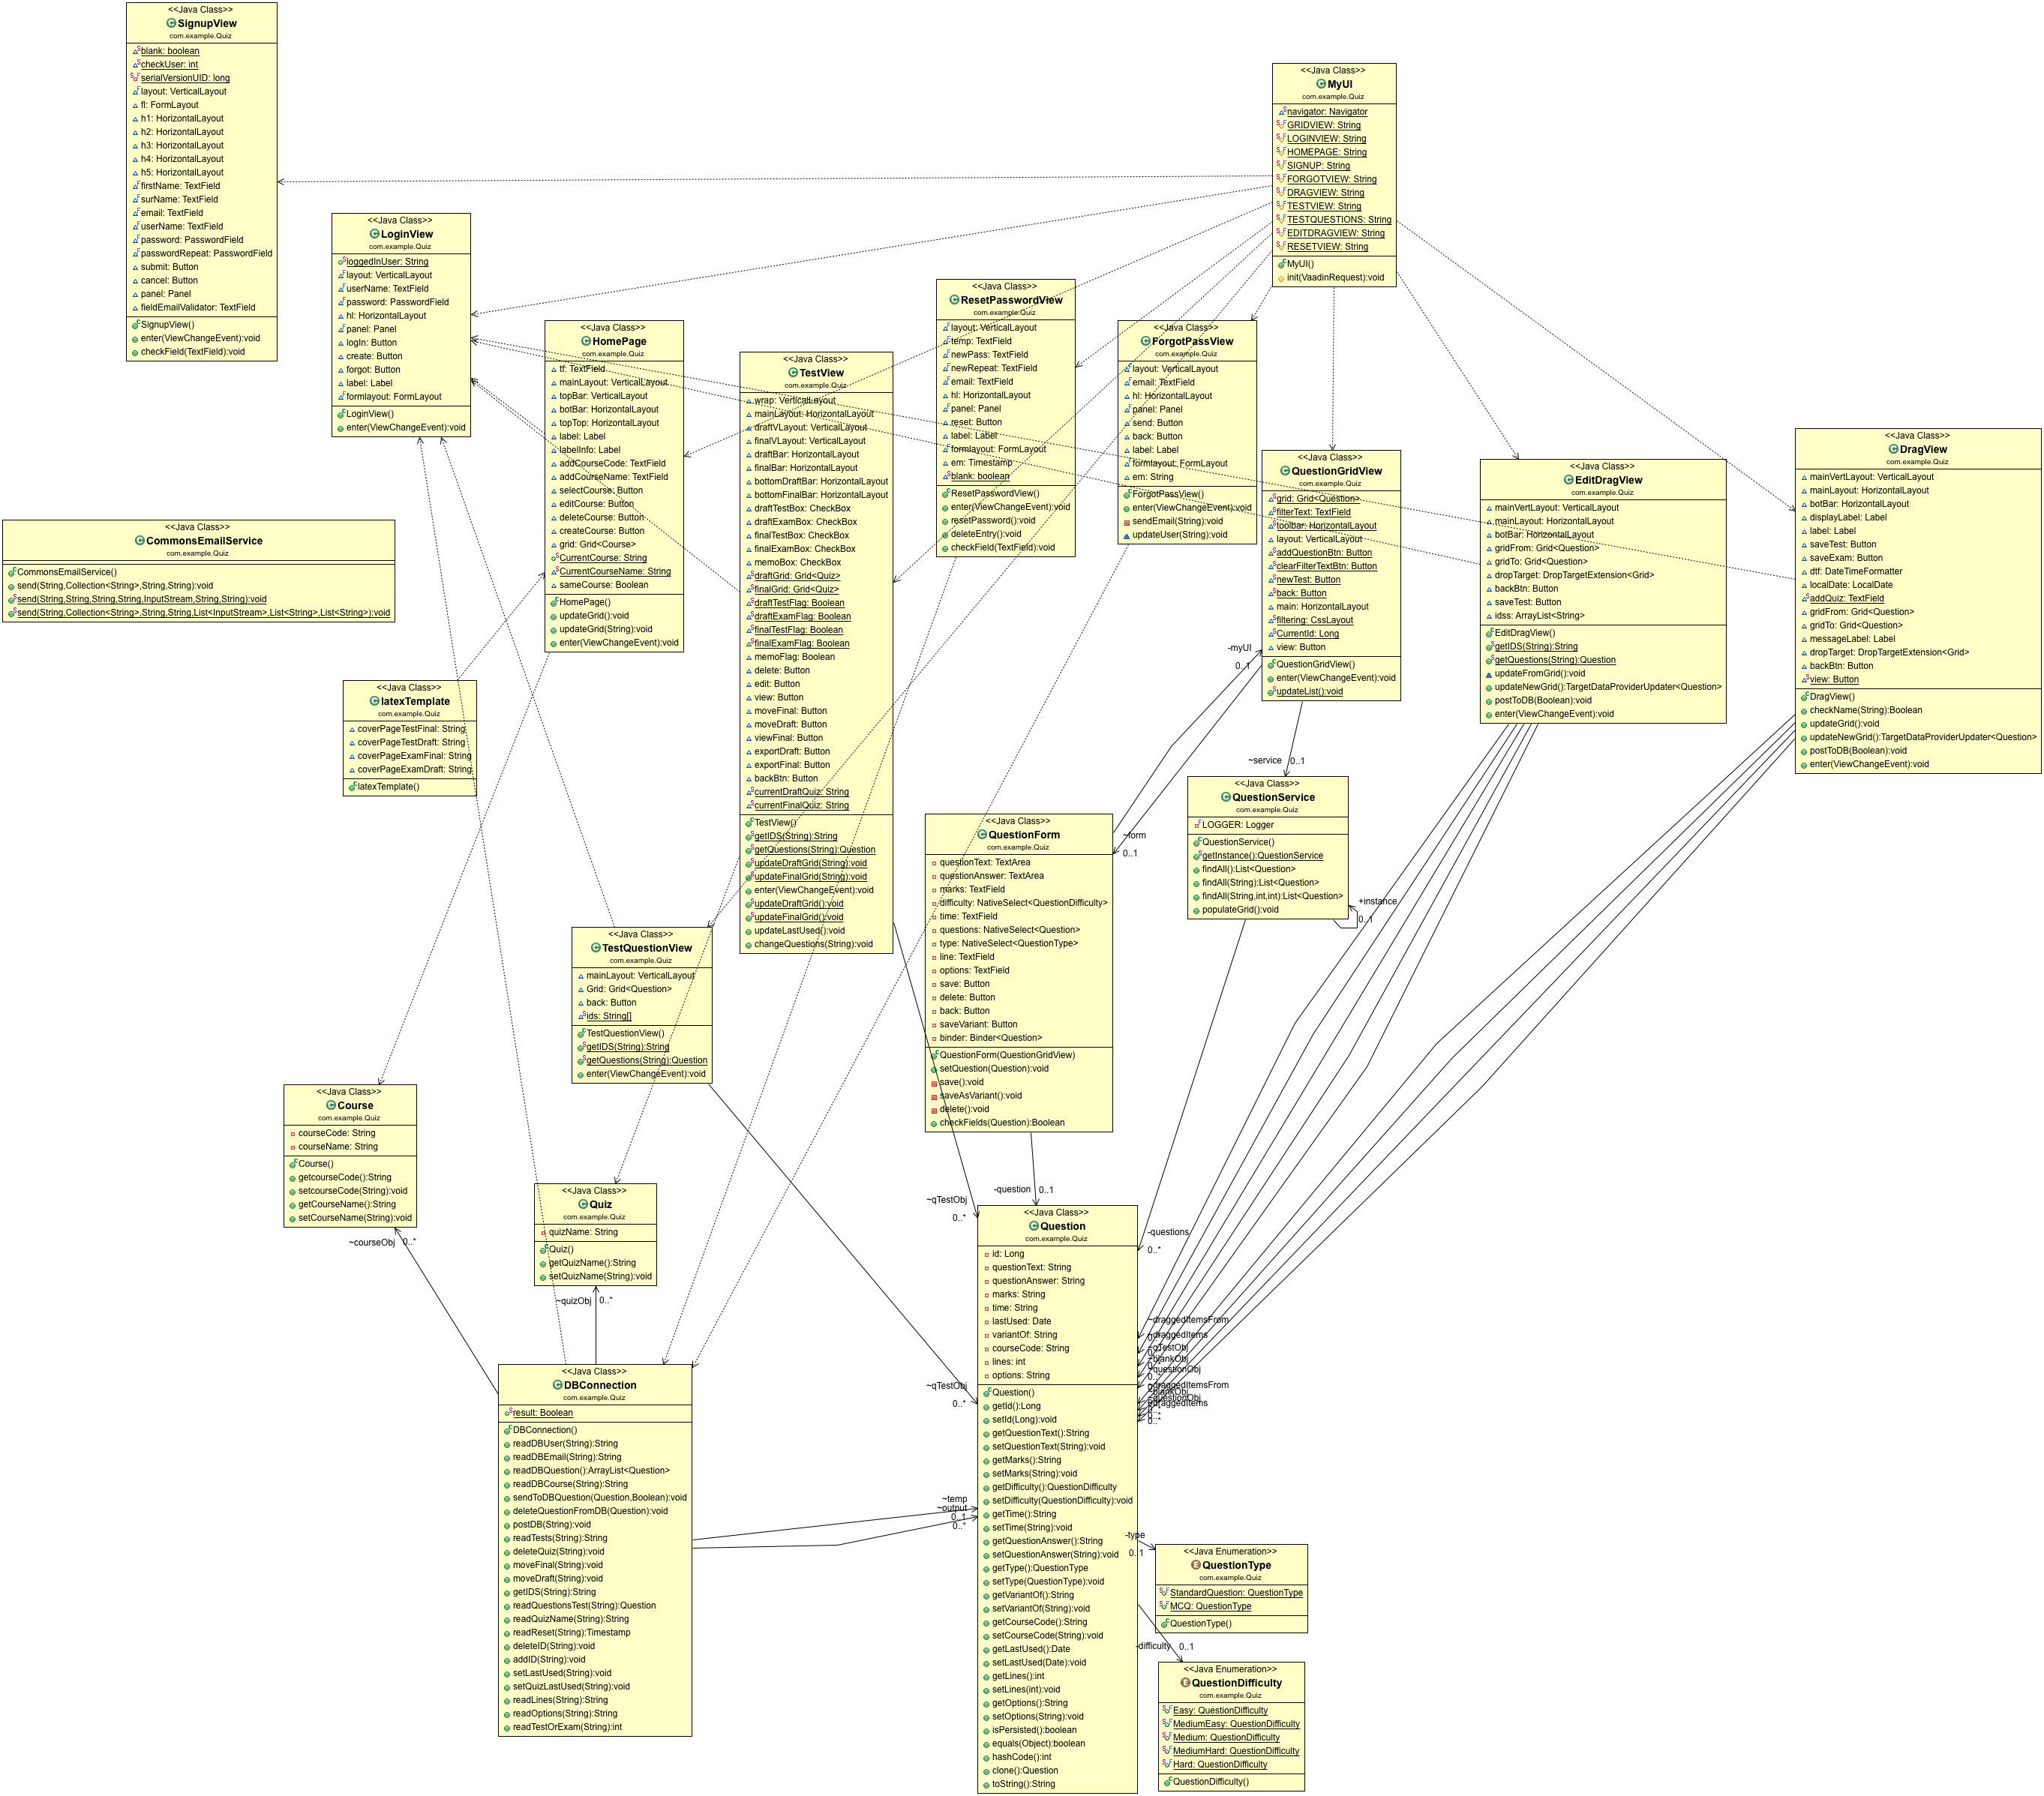 <<Java Class>>
SignupView
com.example.Quiz
blank: boolean
checkUser: int
serialVersionUID: long
layout: VerticalLayout
fl: FormLayout
h1: HorizontalLayout
h2: HorizontalLayout
h3: HorizontalLayout
h4: HorizontalLayout
h5: HorizontalLayout
firstName: TextField
surName: TextField
email: TextField
userName: TextField
password: PasswordField
passwordRepeat: PasswordField
submit: Button
cancel: Button
panel: Panel
fieldEmailValidator: TextField
SignupView()
enter(ViewChangeEvent):void
checkField(TextField):void
<<Java Class>>
MyUI
com.example.Quiz
navigator: Navigator
GRIDVIEW: String
LOGINVIEW: String
HOMEPAGE: String
SIGNUP: String
FORGOTVIEW: String
DRAGVIEW: String
TESTVIEW: String
TESTQUESTIONS: String
EDITDRAGVIEW: String
RESETVIEW: String
MyUI()
init(VaadinRequest):void
<<Java Class>>
LoginView
com.example.Quiz
loggedInUser: String
layout: VerticalLayout
userName: TextField
password: PasswordField
hl: HorizontalLayout
panel: Panel
logIn: Button
create: Button
forgot: Button
label: Label
formlayout: FormLayout
LoginView()
enter(ViewChangeEvent):void
<<Java Class>>
HomePage
com.example.Quiz
tf: TextField
mainLayout: VerticalLayout
topBar: VerticalLayout
botBar: HorizontalLayout
topTop: HorizontalLayout
label: Label
labelInfo: Label
addCourseCode: TextField
addCourseName: TextField
selectCourse: Button
editCourse: Button
deleteCourse: Button
createCourse: Button
grid: Grid<Course>
CurrentCourse: String
CurrentCourseName: String
sameCourse: Boolean
HomePage()
updateGrid():void
updateGrid(String):void
enter(ViewChangeEvent):void
<<Java Class>>
TestView
com.example.Quiz
wrap: VerticalLayout
mainLayout: HorizontalLayout
draftVLayout: VerticalLayout
finalVLayout: VerticalLayout
draftBar: HorizontalLayout
finalBar: HorizontalLayout
bottomDraftBar: HorizontalLayout
bottomFinalBar: HorizontalLayout
draftTestBox: CheckBox
draftExamBox: CheckBox
finalTestBox: CheckBox
finalExamBox: CheckBox
memoBox: CheckBox
draftGrid: Grid<Quiz>
finalGrid: Grid<Quiz>
draftTestFlag: Boolean
draftExamFlag: Boolean
finalTestFlag: Boolean
finalExamFlag: Boolean
memoFlag: Boolean
delete: Button
edit: Button
view: Button
moveFinal: Button
moveDraft: Button
viewFinal: Button
exportDraft: Button
exportFinal: Button
backBtn: Button
currentDraftQuiz: String
currentFinalQuiz: String
TestView()
getIDS(String):String
getQuestions(String):Question
updateDraftGrid(String):void
updateFinalGrid(String):void
enter(ViewChangeEvent):void
updateDraftGrid():void
updateFinalGrid():void
updateLastUsed():void
changeQuestions(String):void
<<Java Class>>
ResetPasswordView
com.example.Quiz
layout: VerticalLayout
temp: TextField
newPass: TextField
newRepeat: TextField
email: TextField
hl: HorizontalLayout
panel: Panel
reset: Button
label: Label
formlayout: FormLayout
em: Timestamp
blank: boolean
ResetPasswordView()
enter(ViewChangeEvent):void
resetPassword():void
deleteEntry():void
checkField(TextField):void
<<Java Class>>
ForgotPassView
com.example.Quiz
layout: VerticalLayout
email: TextField
hl: HorizontalLayout
panel: Panel
send: Button
back: Button
label: Label
formlayout: FormLayout
em: String
ForgotPassView()
enter(ViewChangeEvent):void
sendEmail(String):void
updateUser(String):void
<<Java Class>>
QuestionGridView
com.example.Quiz
grid: Grid<Question>
filterText: TextField
toolbar: HorizontalLayout
layout: VerticalLayout
addQuestionBtn: Button
clearFilterTextBtn: Button
newTest: Button
back: Button
main: HorizontalLayout
filtering: CssLayout
CurrentId: Long
view: Button
QuestionGridView()
enter(ViewChangeEvent):void
updateList():void
<<Java Class>>
EditDragView
com.example.Quiz
mainVertLayout: VerticalLayout
mainLayout: HorizontalLayout
botBar: HorizontalLayout
gridFrom: Grid<Question>
gridTo: Grid<Question>
dropTarget: DropTargetExtension<Grid>
backBtn: Button
saveTest: Button
idss: ArrayList<String>
EditDragView()
getIDS(String):String
getQuestions(String):Question
updateFromGrid():void
updateNewGrid():TargetDataProviderUpdater<Question>
postToDB(Boolean):void
enter(ViewChangeEvent):void
<<Java Class>>
DragView
com.example.Quiz
mainVertLayout: VerticalLayout
mainLayout: HorizontalLayout
botBar: HorizontalLayout
displayLabel: Label
label: Label
saveTest: Button
saveExam: Button
dtf: DateTimeFormatter
localDate: LocalDate
addQuiz: TextField
gridFrom: Grid<Question>
gridTo: Grid<Question>
messageLabel: Label
dropTarget: DropTargetExtension<Grid>
backBtn: Button
view: Button
DragView()
checkName(String):Boolean
updateGrid():void
updateNewGrid():TargetDataProviderUpdater<Question>
postToDB(Boolean):void
enter(ViewChangeEvent):void
<<Java Class>>
CommonsEmailService
com.example.Quiz
CommonsEmailService()
send(String,Collection<String>,String,String):void
send(String,String,String,String,InputStream,String,String):void
send(String,Collection<String>,String,String,List<InputStream>,List<String>,List<String>):void
<<Java Class>>
latexTemplate
com.example.Quiz
coverPageTestFinal: String
coverPageTestDraft: String
coverPageExamFinal: String
coverPageExamDraft: String
latexTemplate()
-myUI
0..1
~service
0..1
~form
0..1
<<Java Class>>
QuestionService
com.example.Quiz
LOGGER: Logger
QuestionService()
getInstance():QuestionService
findAll():List<Question>
findAll(String):List<Question>
findAll(String,int,int):List<Question>
populateGrid():void
+instance
0..1
<<Java Class>>
QuestionForm
com.example.Quiz
questionText: TextArea
questionAnswer: TextArea
marks: TextField
difficulty: NativeSelect<QuestionDifficulty>
time: TextField
questions: NativeSelect<Question>
type: NativeSelect<QuestionType>
line: TextField
options: TextField
save: Button
delete: Button
back: Button
saveVariant: Button
binder: Binder<Question>
QuestionForm(QuestionGridView)
setQuestion(Question):void
save():void
saveAsVariant():void
delete():void
checkFields(Question):Boolean
<<Java Class>>
TestQuestionView
com.example.Quiz
mainLayout: VerticalLayout
Grid: Grid<Question>
back: Button
ids: String[]
TestQuestionView()
getIDS(String):String
getQuestions(String):Question
enter(ViewChangeEvent):void
<<Java Class>>
Course
com.example.Quiz
courseCode: String
courseName: String
Course()
getcourseCode():String
setcourseCode(String):void
getCourseName():String
setCourseName(String):void
~courseObj
0..*
<<Java Class>>
Quiz
com.example.Quiz
quizName: String
Quiz()
getQuizName():String
setQuizName(String):void
~quizObj
0..*
~qTestObj
0..*
-question
0..1
-questions
0..*
~draggedItemsFrom
~draggedItems
~qTestObj
~blankObj
~questionObj
~draggedItemsFrom
~blankObj
~questionObj
~draggedItems
0..*
~qTestObj
0..*
<<Java Class>>
DBConnection
com.example.Quiz
result: Boolean
DBConnection()
readDBUser(String):String
readDBEmail(String):String
readDBQuestion():ArrayList<Question>
readDBCourse(String):String
sendToDBQuestion(Question,Boolean):void
deleteQuestionFromDB(Question):void
postDB(String):void
readTests(String):String
deleteQuiz(String):void
moveFinal(String):void
moveDraft(String):void
getIDS(String):String
readQuestionsTest(String):Question
readQuizName(String):String
readReset(String):Timestamp
deleteID(String):void
addID(String):void
setLastUsed(String):void
setQuizLastUsed(String):void
readLines(String):String
readOptions(String):String
readTestOrExam(String):int
~temp
~output
0..1
0..*
<<Java Class>>
Question
com.example.Quiz
id: Long
questionText: String
questionAnswer: String
marks: String
time: String
lastUsed: Date
variantOf: String
courseCode: String
lines: int
options: String
Question()
getId():Long
setId(Long):void
getQuestionText():String
setQuestionText(String):void
getMarks():String
setMarks(String):void
getDifficulty():QuestionDifficulty
setDifficulty(QuestionDifficulty):void
getTime():String
setTime(String):void
getQuestionAnswer():String
setQuestionAnswer(String):void
getType():QuestionType
setType(QuestionType):void
getVariantOf():String
setVariantOf(String):void
getCourseCode():String
setCourseCode(String):void
getLastUsed():Date
setLastUsed(Date):void
getLines():int
setLines(int):void
getOptions():String
setOptions(String):void
isPersisted():boolean
equals(Object):boolean
hashCode():int
clone():Question
toString():String
-type
0..1
<<Java Enumeration>>
QuestionType
com.example.Quiz
StandardQuestion: QuestionType
MCQ: QuestionType
QuestionType()
-difficulty
0..1
<<Java Enumeration>>
QuestionDifficulty
com.example.Quiz
Easy: QuestionDifficulty
MediumEasy: QuestionDifficulty
Medium: QuestionDifficulty
MediumHard: QuestionDifficulty
Hard: QuestionDifficulty
QuestionDifficulty()